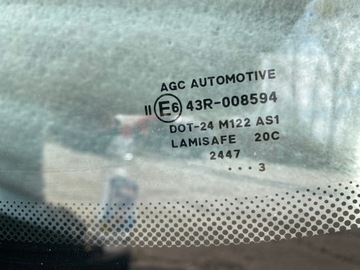 AGC AUTOMOTIVE
II E6 43R-008594
DOT-24 M122 AS1
LAMISAFE 20C
2447
... 3